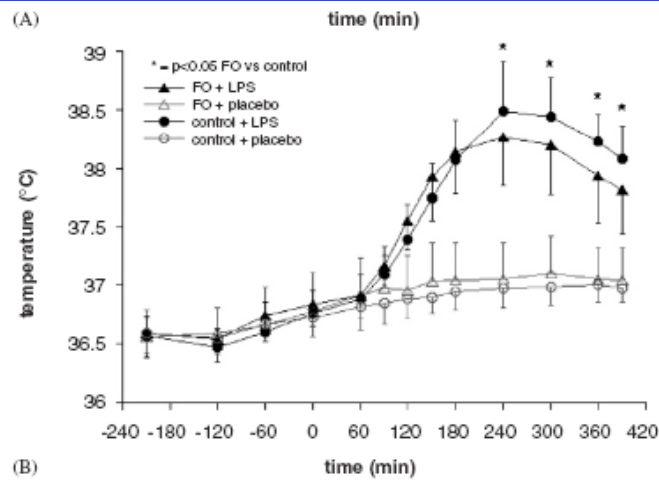 (A) time (min)
39
* = p<0.05 FO vs control
FO + LPS
FO + placebo
control + LPS
control + placebo
* * * *
38.5
38
37.5
37
36.5
36
temperature (°C)
-240 -180 -120 -60 0 60 120 180 240 300 360 420
(B) time (min)